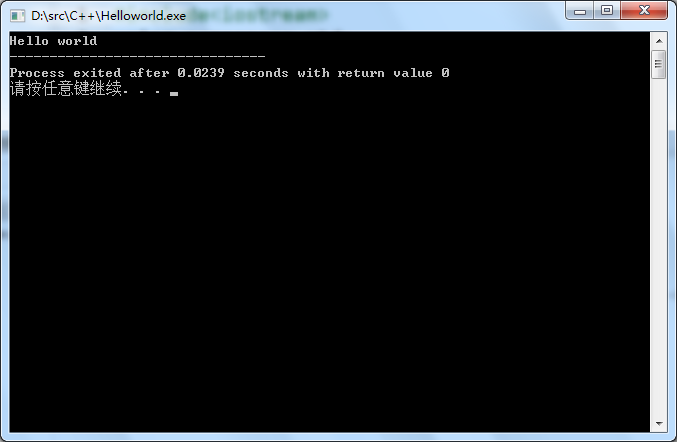 D:\src\C++\Helloworld.exe
Hello world
--------------------------------
Process exited after 0.0239 seconds with return value 0
请按任意键继续. . .